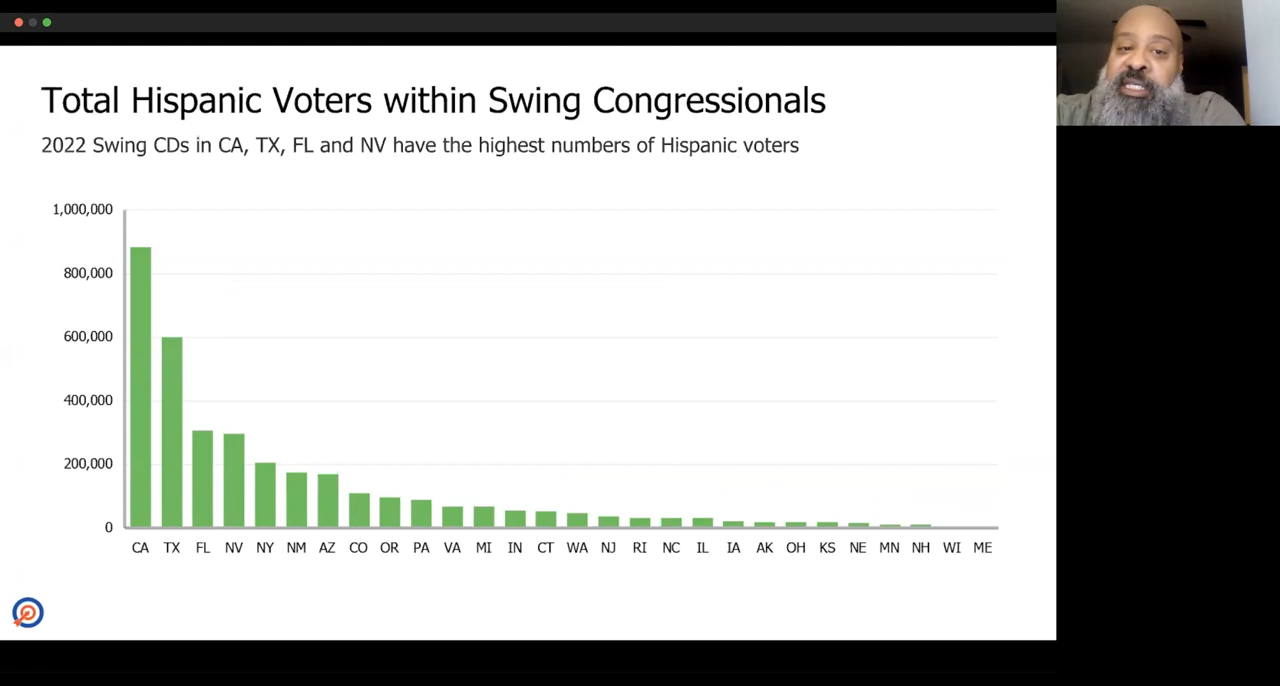 Total Hispanic Voters within Swing Congressionals
2022 Swing CDs in CA, TX, FL and NV have the highest numbers of Hispanic voters
1,000,000
800,000
600,000
400,000
200,000
0
CA TX FL NV NY NM AZ CO OR PA VA MI IN CT WA NJ RI NC IL IA AK OH KS NE MN NH WI ME